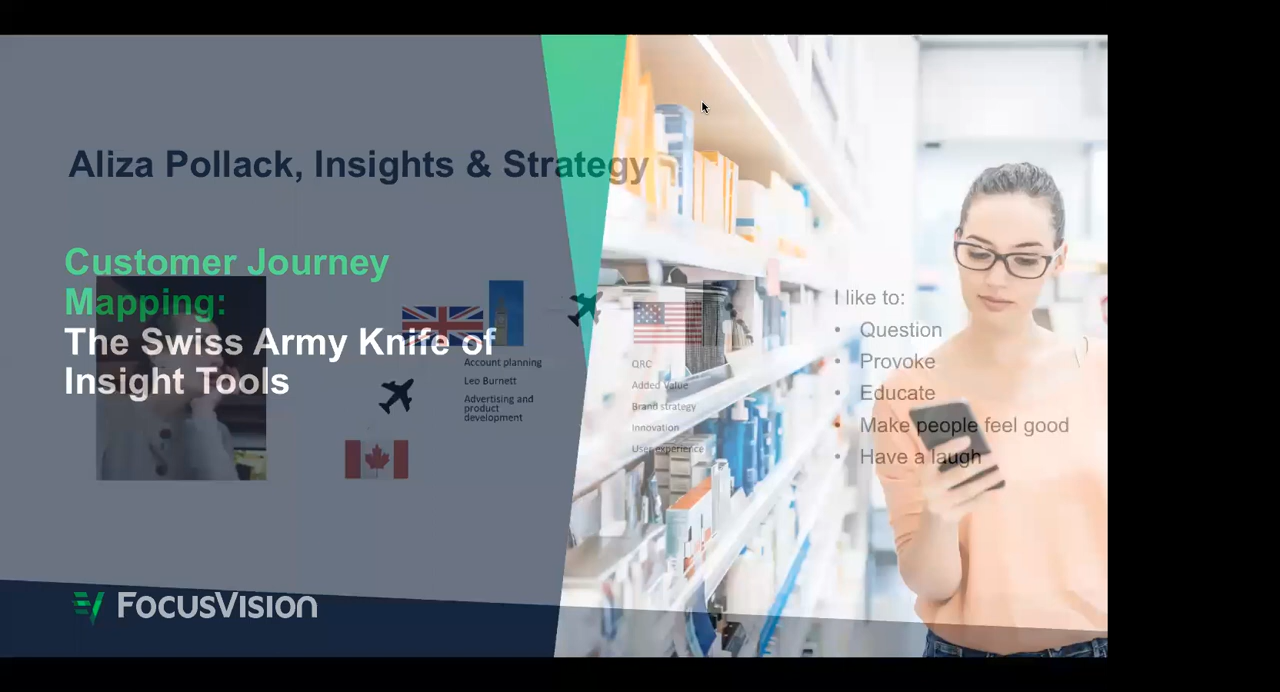 Aliza Pollack, Insights & Strategy
Customer Journey
Mapping:
The Swiss Army Knife of
Insight Tools
Account planning
Leo Burnett
Advertising and
product
development
QRC
Added Value
Brand strategy
Innovation
User experience
I like to:
• Question
• Provoke
• Educate
• Make people feel good
• Have a laugh
FocusVision